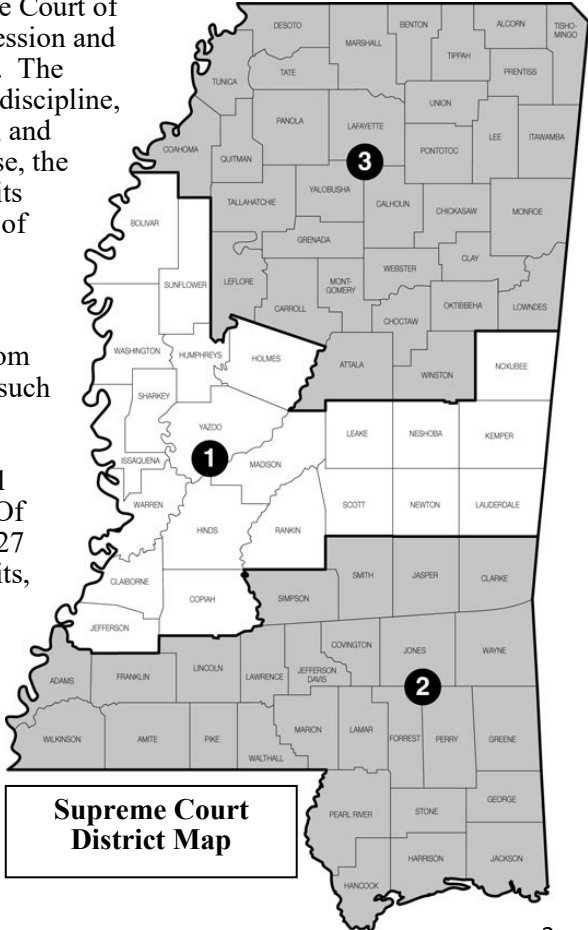 e Court of
ession and
. The
discipline,
, and
se, the
its
of
om
such
l
Of
27
its,
DESOTO
MARSHALL
BENTON
TIPPAH
ALCORN
TISHO-
MINGO
PRENTISS
TUNICA
TATE
PANOLA
LAFAYETTE
UNION
PONTOTOC
LEE
ITAWAMBA
COAHOMA
QUITMAN
3
YALOBUSHA
TALLAHATCHIE
CALHOUN
CHICKASAW
MONROE
BOLIVAR
GRENADA
CLAY
SUNFLOWER
LEFLORE
MONT-
GOMERY
WEBSTER
CARROLL
OKTIBBEHA
LOWNDES
CHOCTAW
WASHINGTON
HUMPHREYS
HOLMES
ATTALA
WINSTON
NOXUBEE
SHARKEY
YAZOO
LEAKE
NESHOBA
KEMPER
ISSAQUENA
1
MADISON
WARREN
SCOTT
NEWTON
LAUDERDALE
HINDS
RANKIN
CLAIBORNE
COPIAH
SIMPSON
SMITH
JASPER
CLARKE
JEFFERSON
ADAMS
FRANKLIN
LINCOLN
LAWRENCE
JEFFERSON
DAVIS
COVINGTON
JONES
WAYNE
2
WILKINSON
AMITE
PIKE
WALTHALL
MARION
LAMAR
FORREST
PERRY
GREENE
Supreme Court
District Map
PEARL RIVER
STONE
GEORGE
HANCOCK
HARRISON
JACKSON